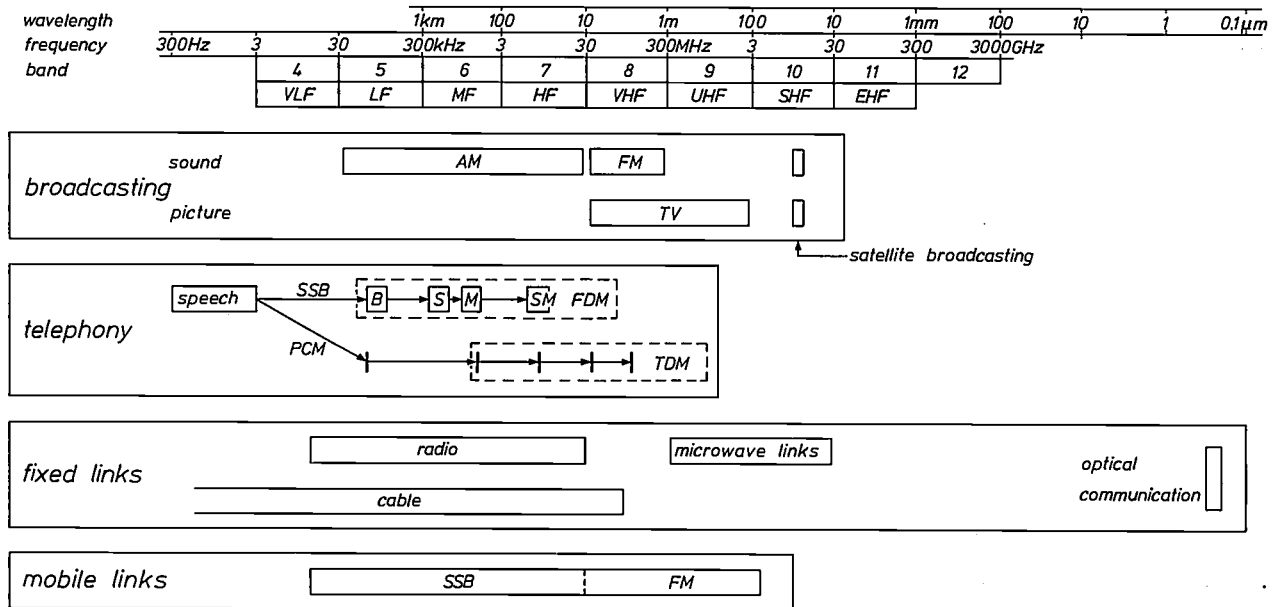 wavelength 1km 100 10 1m 100 10 1mm 100 10 1 0.1μm
frequency 300Hz 3 30 300kHz 3 30 300MHz 3 30 300 3000GHz
band 4 5 6 7 8 9 10 11 12
VLF LF MF HF VHF UHF SHF EHF
sound AM FM
broadcasting
picture TV
satellite broadcasting
speech SSB B S M SM FDM
telephony
PCM TDM
radio microwave links
fixed links optical
cable communication
mobile links SSB FM